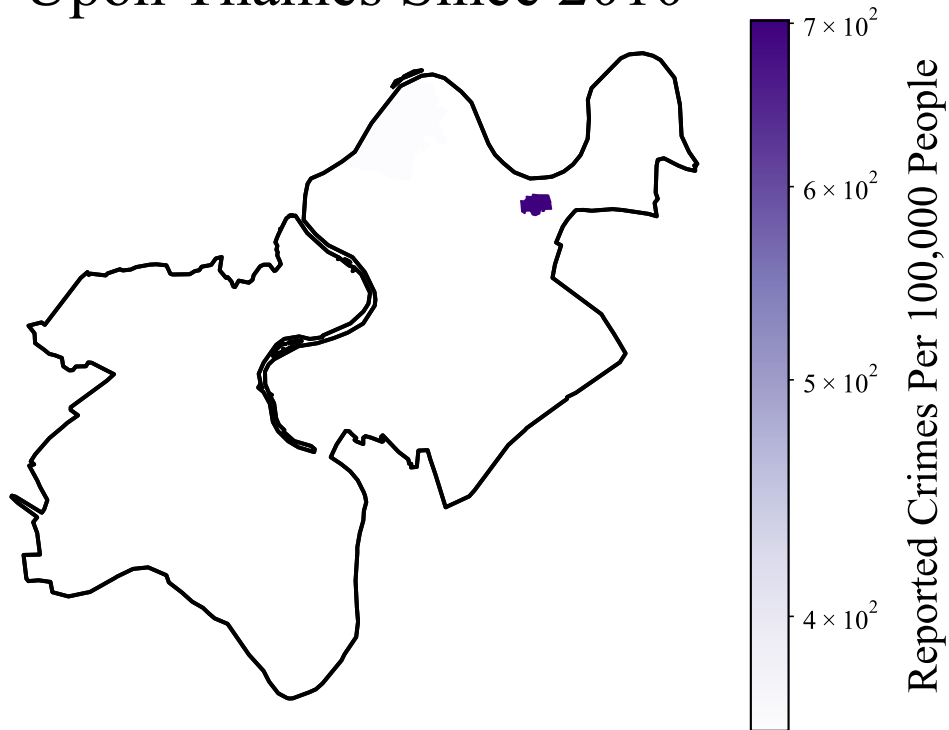 Upon Thames Since 2010
7 × 10²
6 × 10²
5 × 10²
4 × 10²
Reported Crimes Per 100,000 People